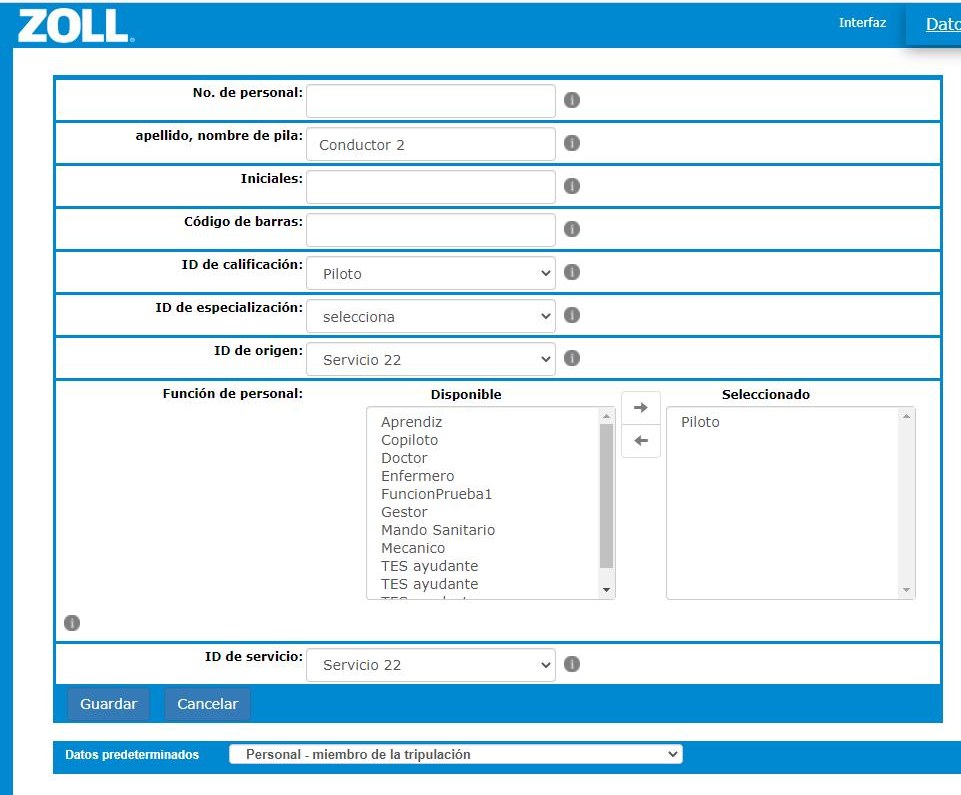 ZOLL
Interfaz
No. de personal:
apellido, nombre de pila: Conductor 2
Iniciales:
Código de barras:
ID de calificación: Piloto
ID de especialización: selecciona
ID de origen: Servicio 22
Función de personal: Disponible Seleccionado
Aprendiz Piloto
Copiloto
Doctor
Enfermero
FuncionPrueba1
Gestor
Mando Sanitario
Mecanico
TES ayudante
TES ayudante
ID de servicio: Servicio 22
Guardar Cancelar
Datos predeterminados Personal - miembro de la tripulación